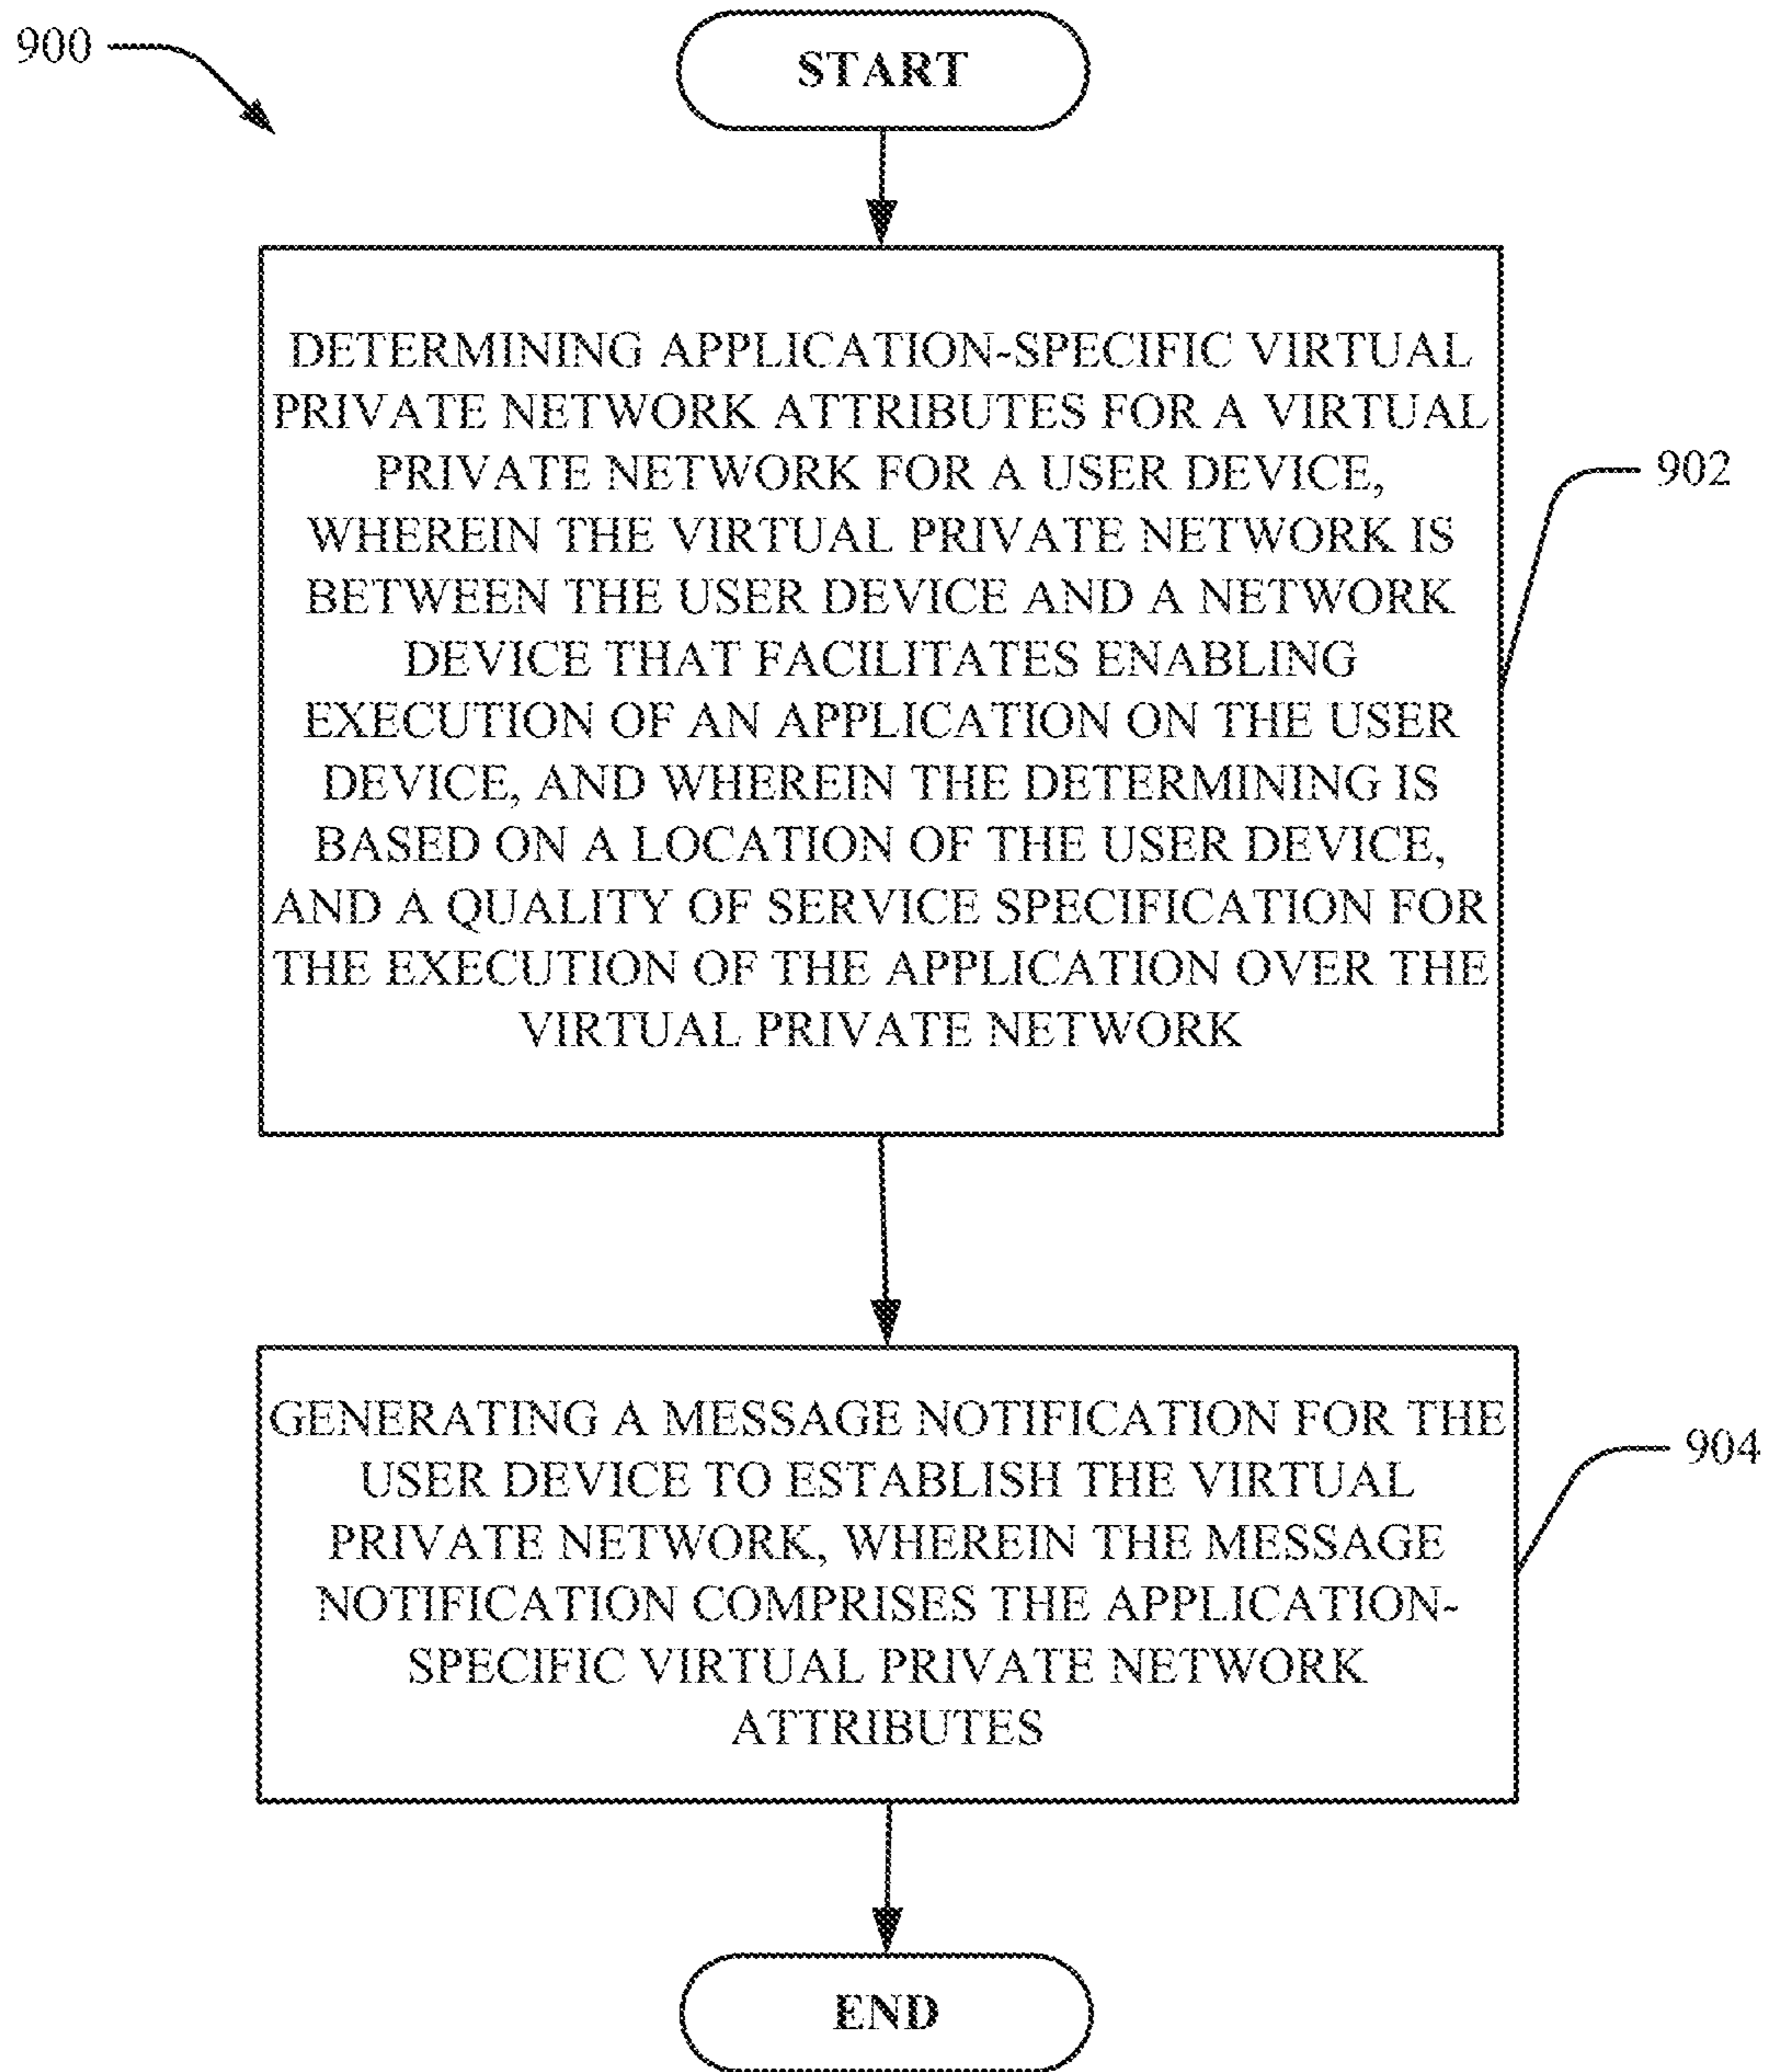 900
START
DETERMINING APPLICATION-SPECIFIC VIRTUAL
PRIVATE NETWORK ATTRIBUTES FOR A VIRTUAL
PRIVATE NETWORK FOR A USER DEVICE,
WHEREIN THE VIRTUAL PRIVATE NETWORK IS
BETWEEN THE USER DEVICE AND A NETWORK
DEVICE THAT FACILITATES ENABLING
EXECUTION OF AN APPLICATION ON THE USER
DEVICE, AND WHEREIN THE DETERMINING IS
BASED ON A LOCATION OF THE USER DEVICE,
AND A QUALITY OF SERVICE SPECIFICATION FOR
THE EXECUTION OF THE APPLICATION OVER THE
VIRTUAL PRIVATE NETWORK
902
GENERATING A MESSAGE NOTIFICATION FOR THE
USER DEVICE TO ESTABLISH THE VIRTUAL
PRIVATE NETWORK, WHEREIN THE MESSAGE
NOTIFICATION COMPRISES THE APPLICATION-
SPECIFIC VIRTUAL PRIVATE NETWORK
ATTRIBUTES
904
END